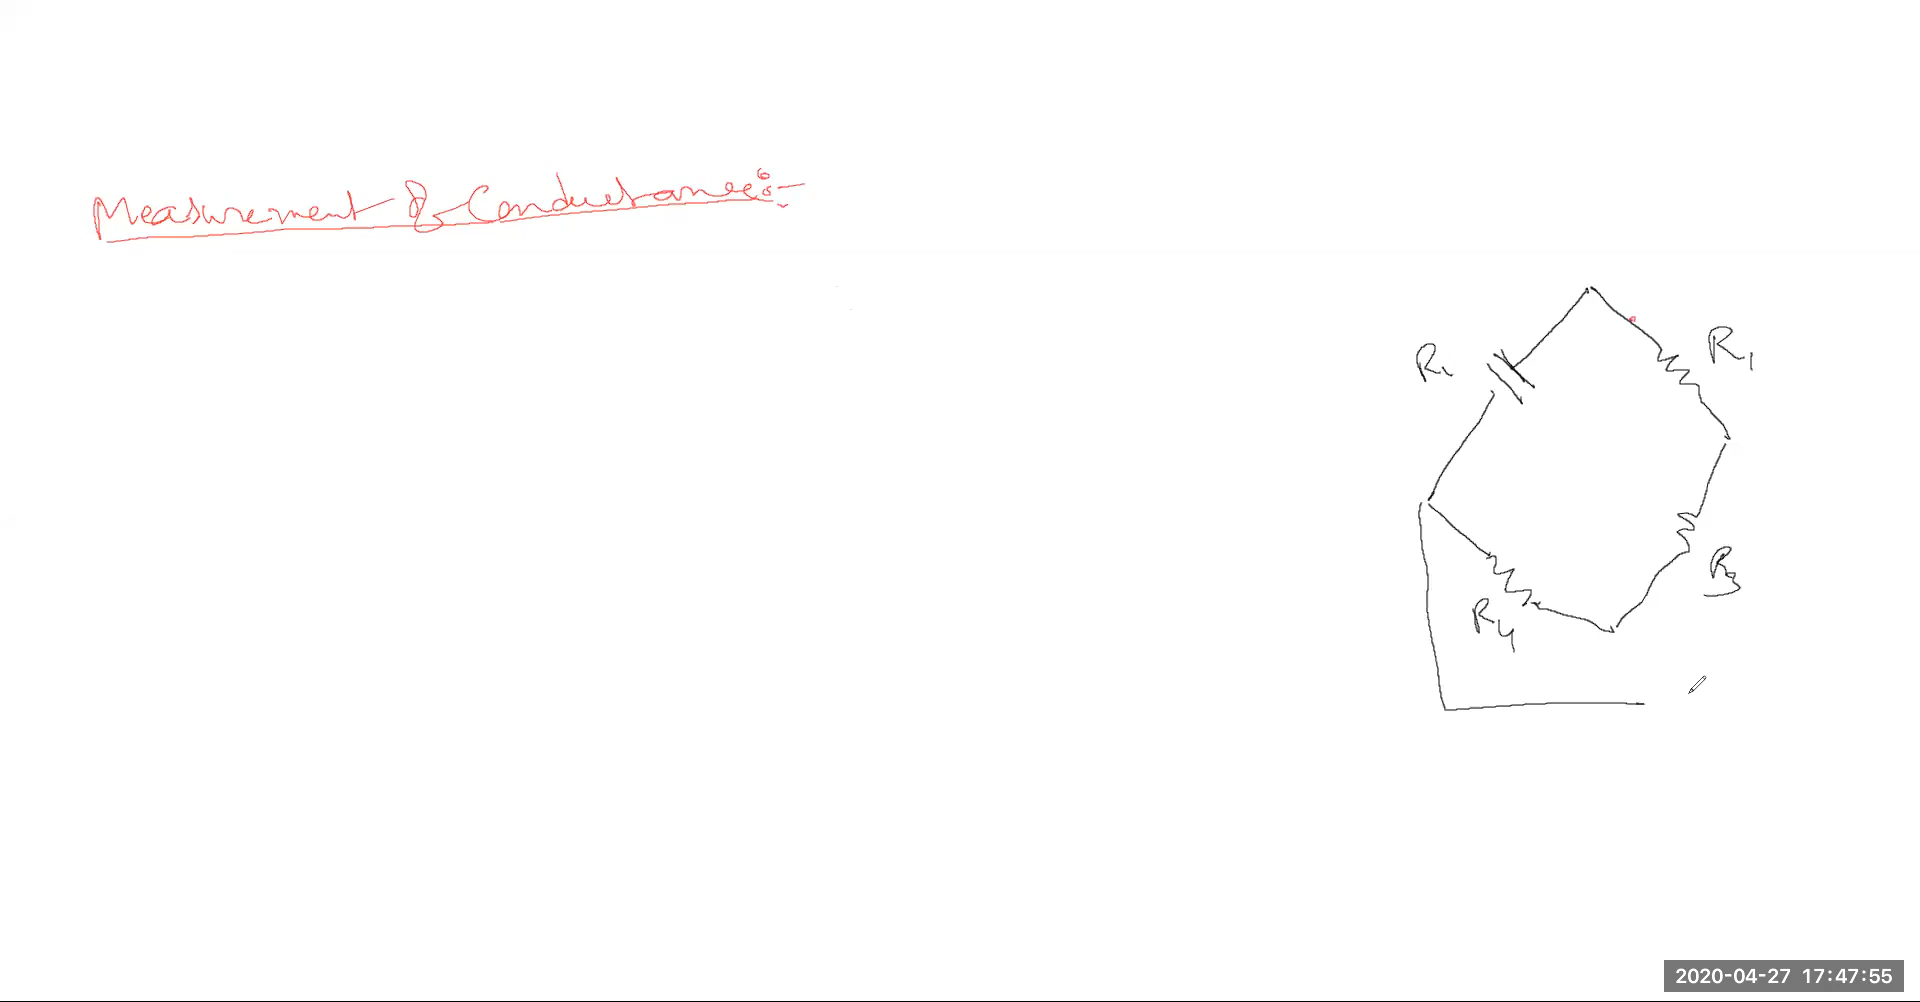 Measurement of Conductance:-
R1 R1
R3
R4
2020-04-27 17:47:55